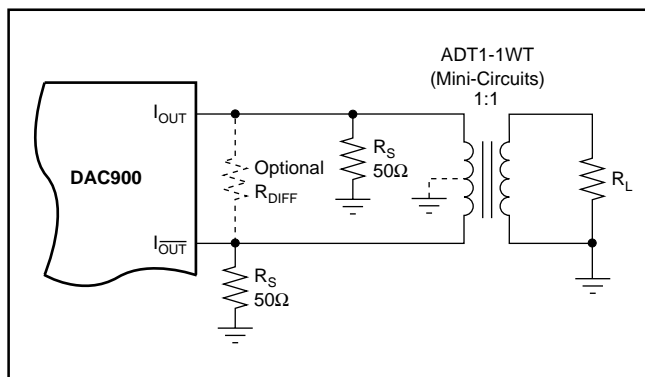 ADT1-1WT
(Mini-Circuits)
1:1
IOUT
Optional
RDIFF
RS
50Ω
DAC900
RL
IOUT
RS
50Ω